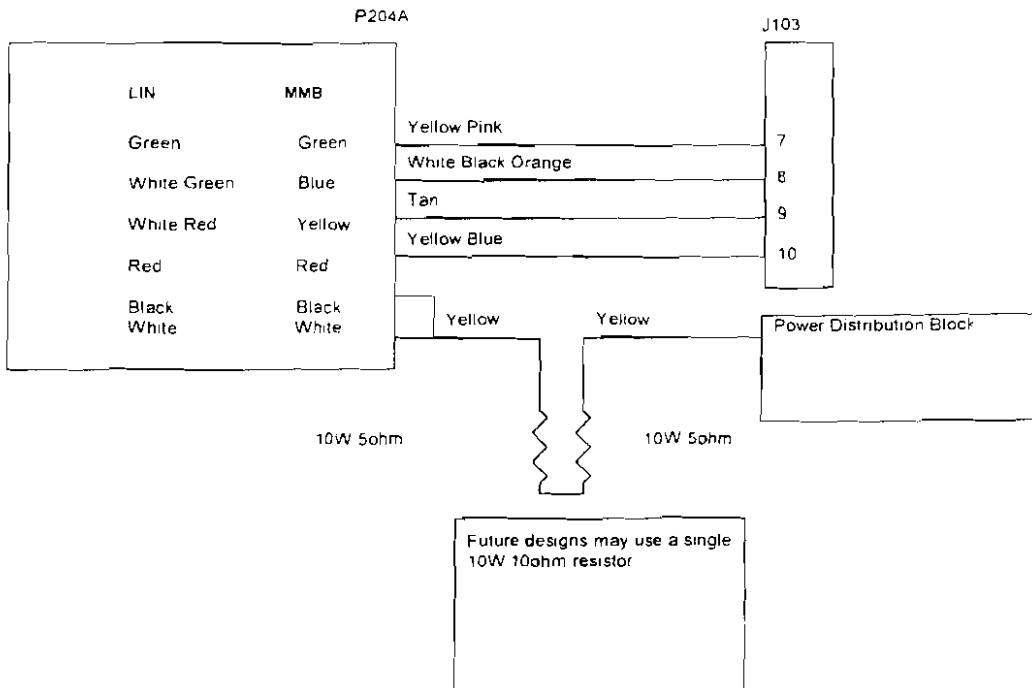 P204A
J103
LIN MMB
Green Green
White Green Blue
White Red Yellow
Red Red
Black Black
White White
Yellow Pink
7
White Black Orange
8
Tan
9
Yellow Blue
10
Yellow Yellow
Power Distribution Block
10W 5ohm 10W 5ohm
Future designs may use a single
10W 10ohm resistor